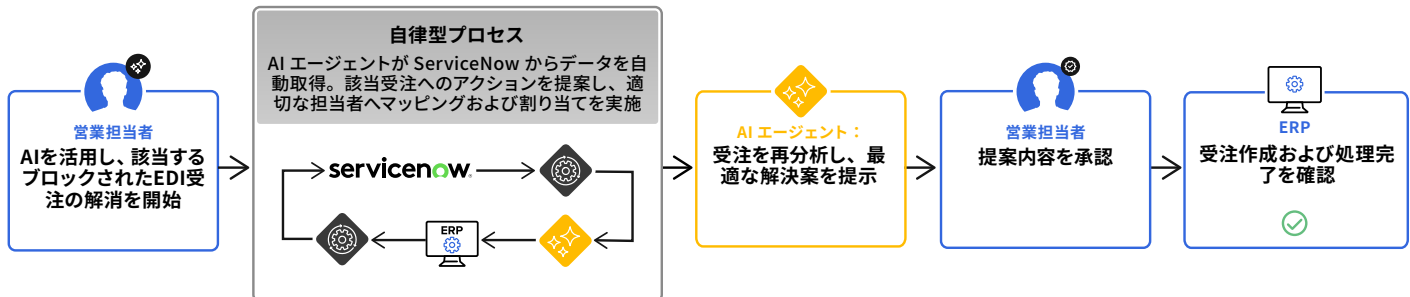 営業担当者
AIを活用し、該当する
ブロックされたEDI受
注の解消を開始
自律型プロセス
AI エージェントが ServiceNow からデータを自
動取得。該当受注へのアクションを提案し、適
切な担当者へマッピングおよび割り当てを実施
servicenow.
ERP
AI エージェント：
受注を再分析し、最
適な解決案を提示
営業担当者
提案内容を承認
ERP
受注作成および処理完
了を確認